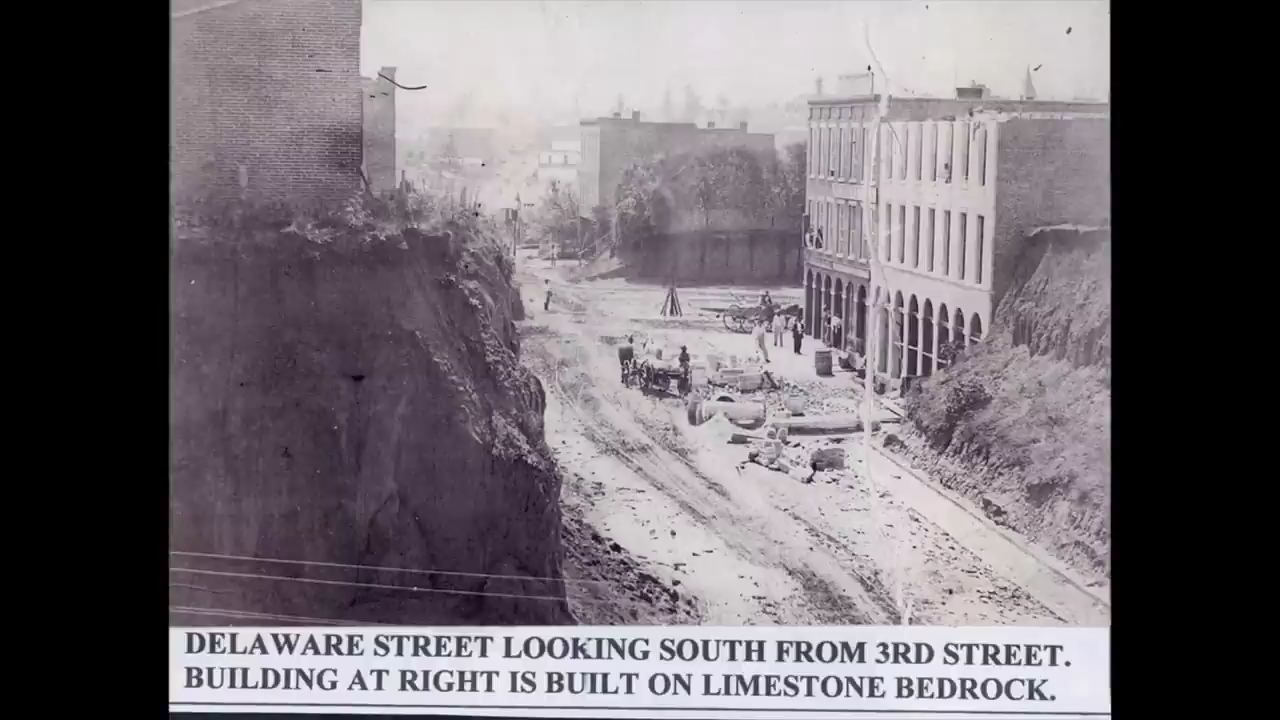 DELAWARE STREET LOOKING SOUTH FROM 3RD STREET.
BUILDING AT RIGHT IS BUILT ON LIMESTONE BEDROCK.